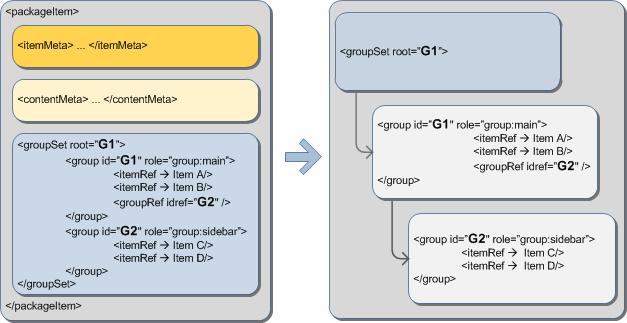 <packageItem>
<itemMeta> ... </itemMeta>
<contentMeta> ... </contentMeta>
<groupSet root="G1">
<group id="G1" role="group:main">
<itemRef → Item A/>
<itemRef → Item B/>
<groupRef idref="G2" />
</group>
<group id="G2" role="group:sidebar">
<itemRef → Item C/>
<itemRef → Item D/>
</group>
</groupSet>
</packageItem>
<groupSet root="G1">
<group id="G1" role="group:main">
<itemRef → Item A/>
<itemRef → Item B/>
<groupRef idref="G2" />
</group>
<group id="G2" role="group:sidebar">
<itemRef → Item C/>
<itemRef → Item D/>
</group>